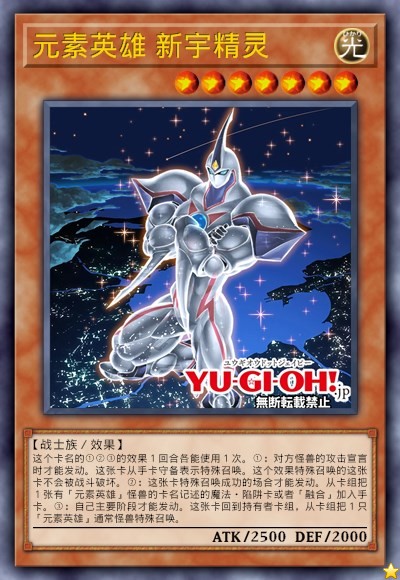 元素英雄 新宇精灵
ひかり
光
ユウギオウドットジェイピー
YU-GI-OH!.jp
無断転載禁止
【战士族/效果】
这个卡名的①②③的效果1回合各能使用1次。①：对方怪兽的攻击宣言
时才能发动。这张卡从手卡守备表示特殊召唤。这个效果特殊召唤的这张
卡不会被战斗破坏。②：这张卡特殊召唤成功的场合才能发动。从卡组把
1张有「元素英雄」怪兽的卡名记述的魔法·陷阱卡或者「融合」加入手
卡。③：自己主要阶段才能发动。这张卡回到持有者卡组，从卡组把1只
「元素英雄」通常怪兽特殊召唤。
ATK/2500 DEF/2000